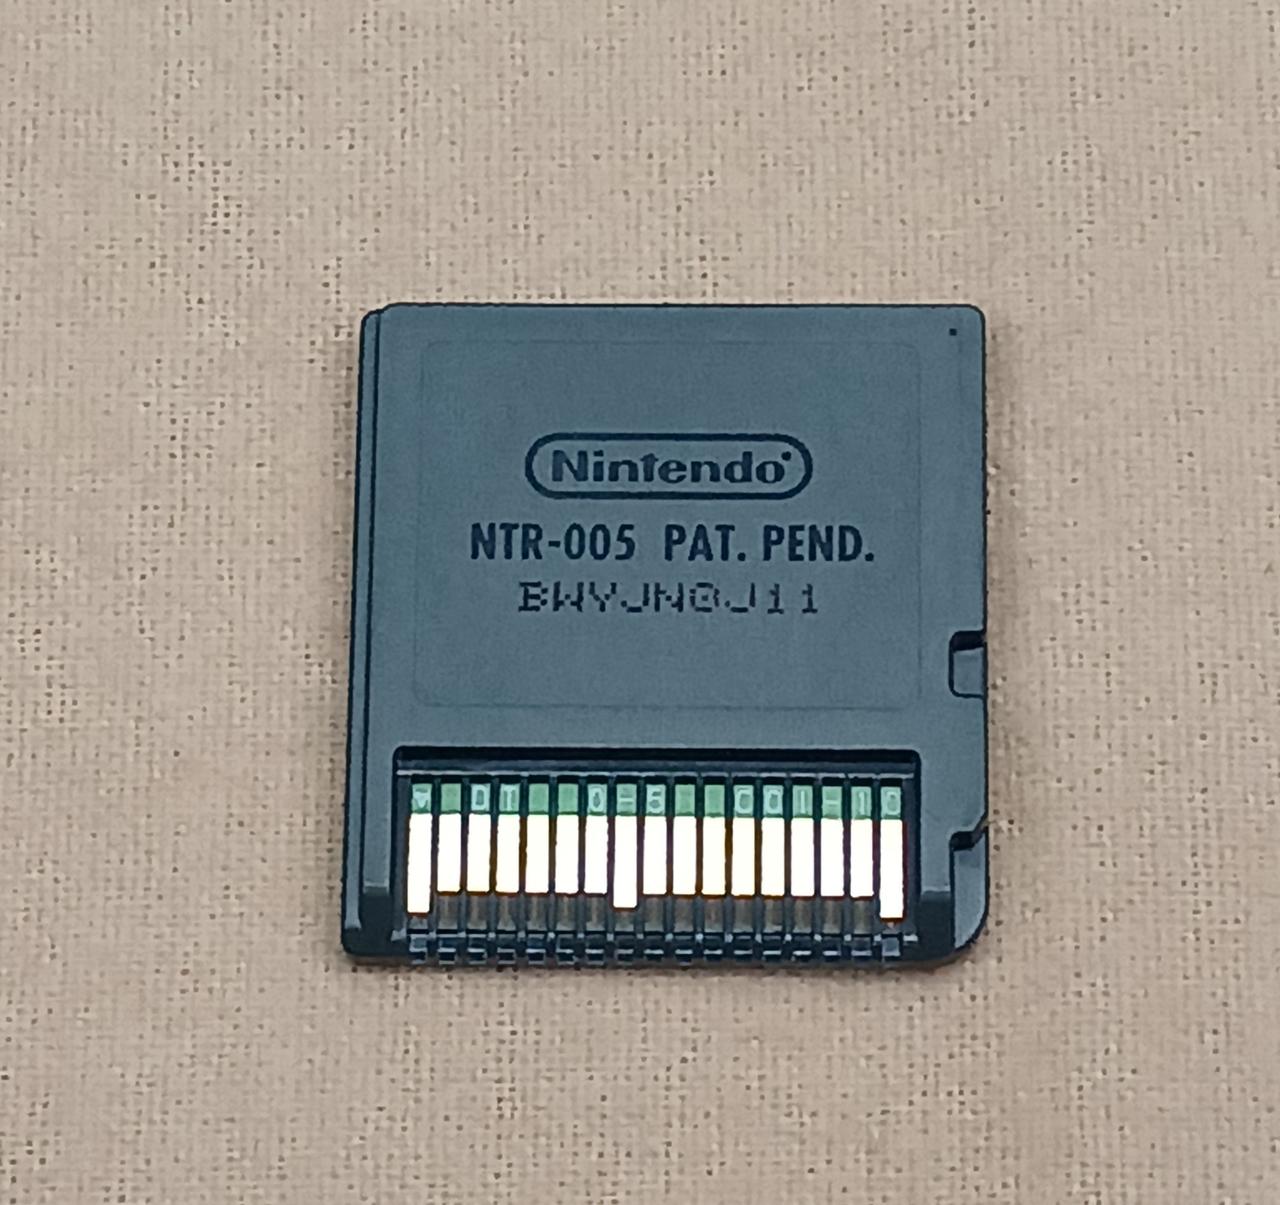 Nintendo
NTR-005 PAT. PEND.
BWYJN0J11